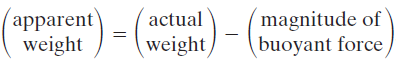 (apparent weight) = (actual weight) − (magnitude of buoyant force)